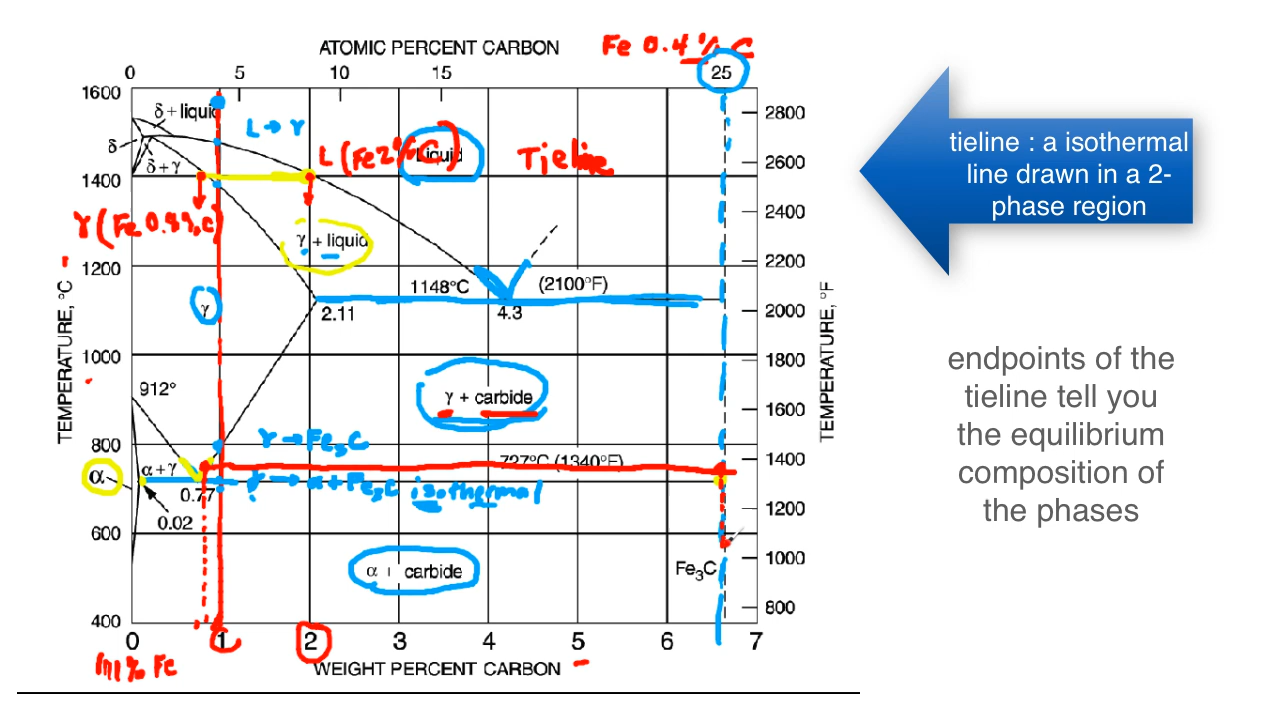 ATOMIC PERCENT CARBON
Fe 0.4 % C
0 5 10 15 25
1600
2800
δ + liquid
L → γ
2600
δ
L (Fe 2% C)
Liquid
Tieline
δ + γ
1400
2400
γ (Fe 0.8% C)
γ + liquid
1200
2200
1148°C (2100°F)
γ
2000
2.11
4.3
1000
1800
TEMPERATURE, °C
TEMPERATURE, °F
912°
γ + carbide
1600
800
γ → Fe3C
1400
727°C (1340°F)
α
α + γ
γ → α + Fe3C isothermal
0.77
0.02
1200
600
1000
α + carbide
Fe₃C
800
400
0 1 2 3 4 5 6 7
WEIGHT PERCENT CARBON
tieline : a isothermal
line drawn in a 2-
phase region
endpoints of the
tieline tell you
the equilibrium
composition of
the phases